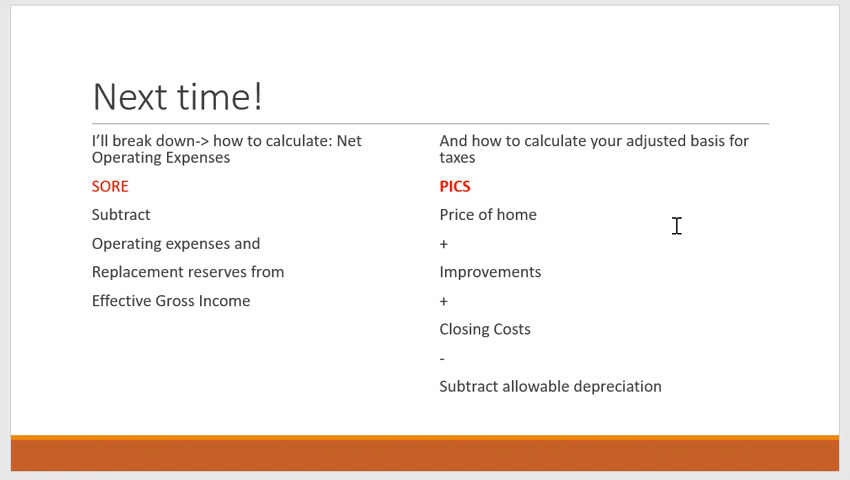 Next time!
I’ll break down-> how to calculate: Net
Operating Expenses
SORE
Subtract
Operating expenses and
Replacement reserves from
Effective Gross Income
And how to calculate your adjusted basis for
taxes
PICS
Price of home
+
Improvements
+
Closing Costs
-
Subtract allowable depreciation